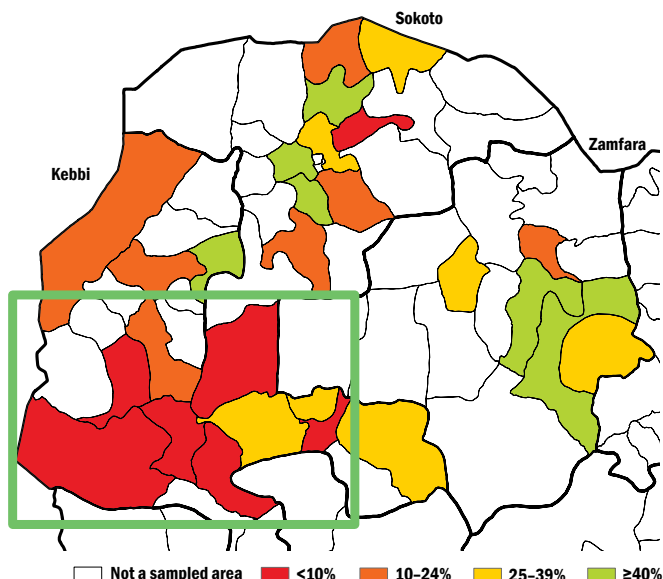 Sokoto
Zamfara
Kebbi
Not a sampled area <10% 10–24% 25–39% ≥40%